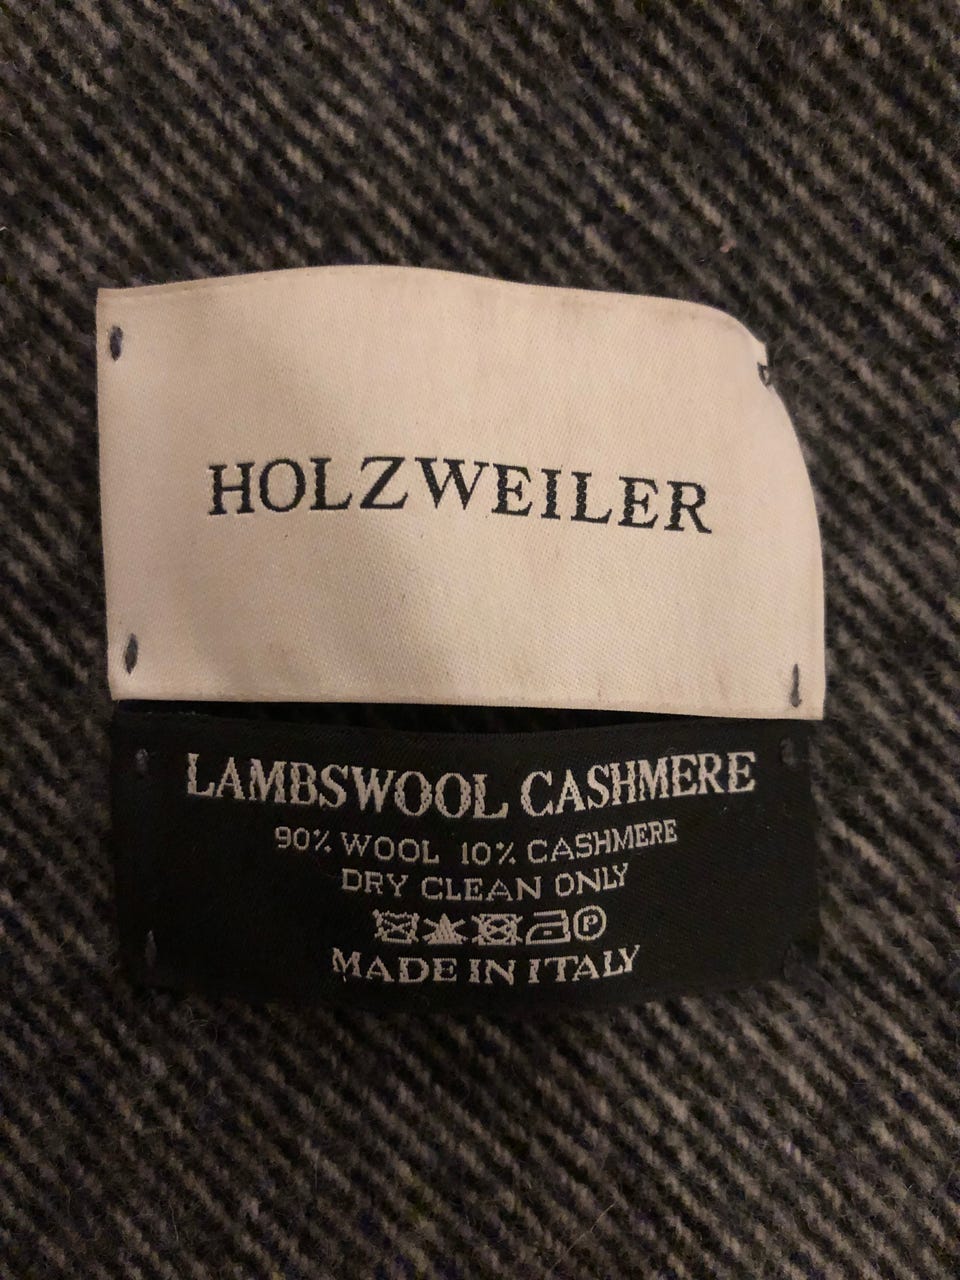 HOLZWEILER
LAMBSWOOL CASHMERE
90% WOOL 10% CASHMERE
DRY CLEAN ONLY
P
MADE IN ITALY